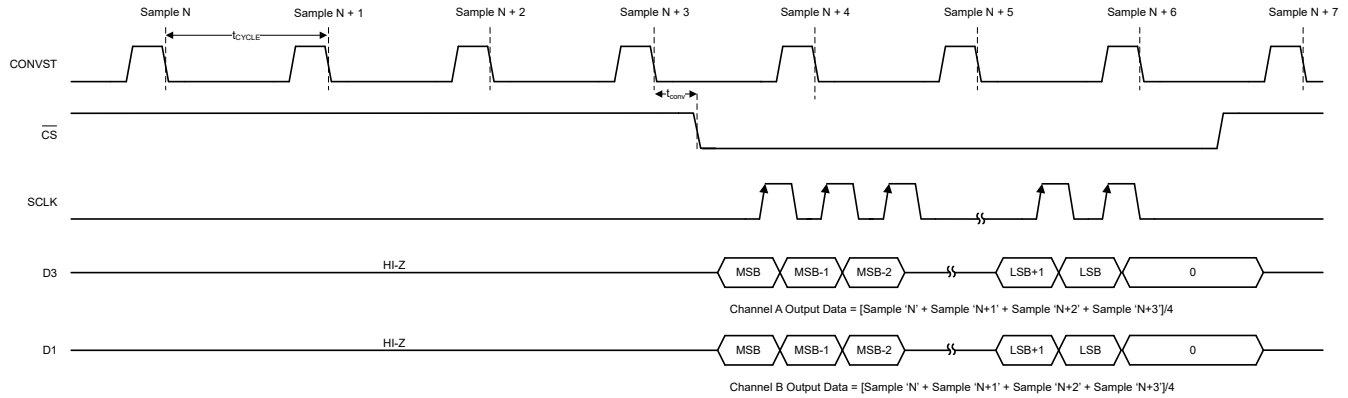 Sample N Sample N + 1 Sample N + 2 Sample N + 3 Sample N + 4 Sample N + 5 Sample N + 6 Sample N + 7
tCYCLE
CONVST
tconv
CS
SCLK
D3 HI-Z MSB MSB-1 MSB-2 LSB+1 LSB 0
Channel A Output Data = [Sample ‘N’ + Sample ‘N+1’ + Sample ‘N+2’ + Sample ‘N+3’]/4
D1 HI-Z MSB MSB-1 MSB-2 LSB+1 LSB 0
Channel B Output Data = [Sample ‘N’ + Sample ‘N+1’ + Sample ‘N+2’ + Sample ‘N+3’]/4